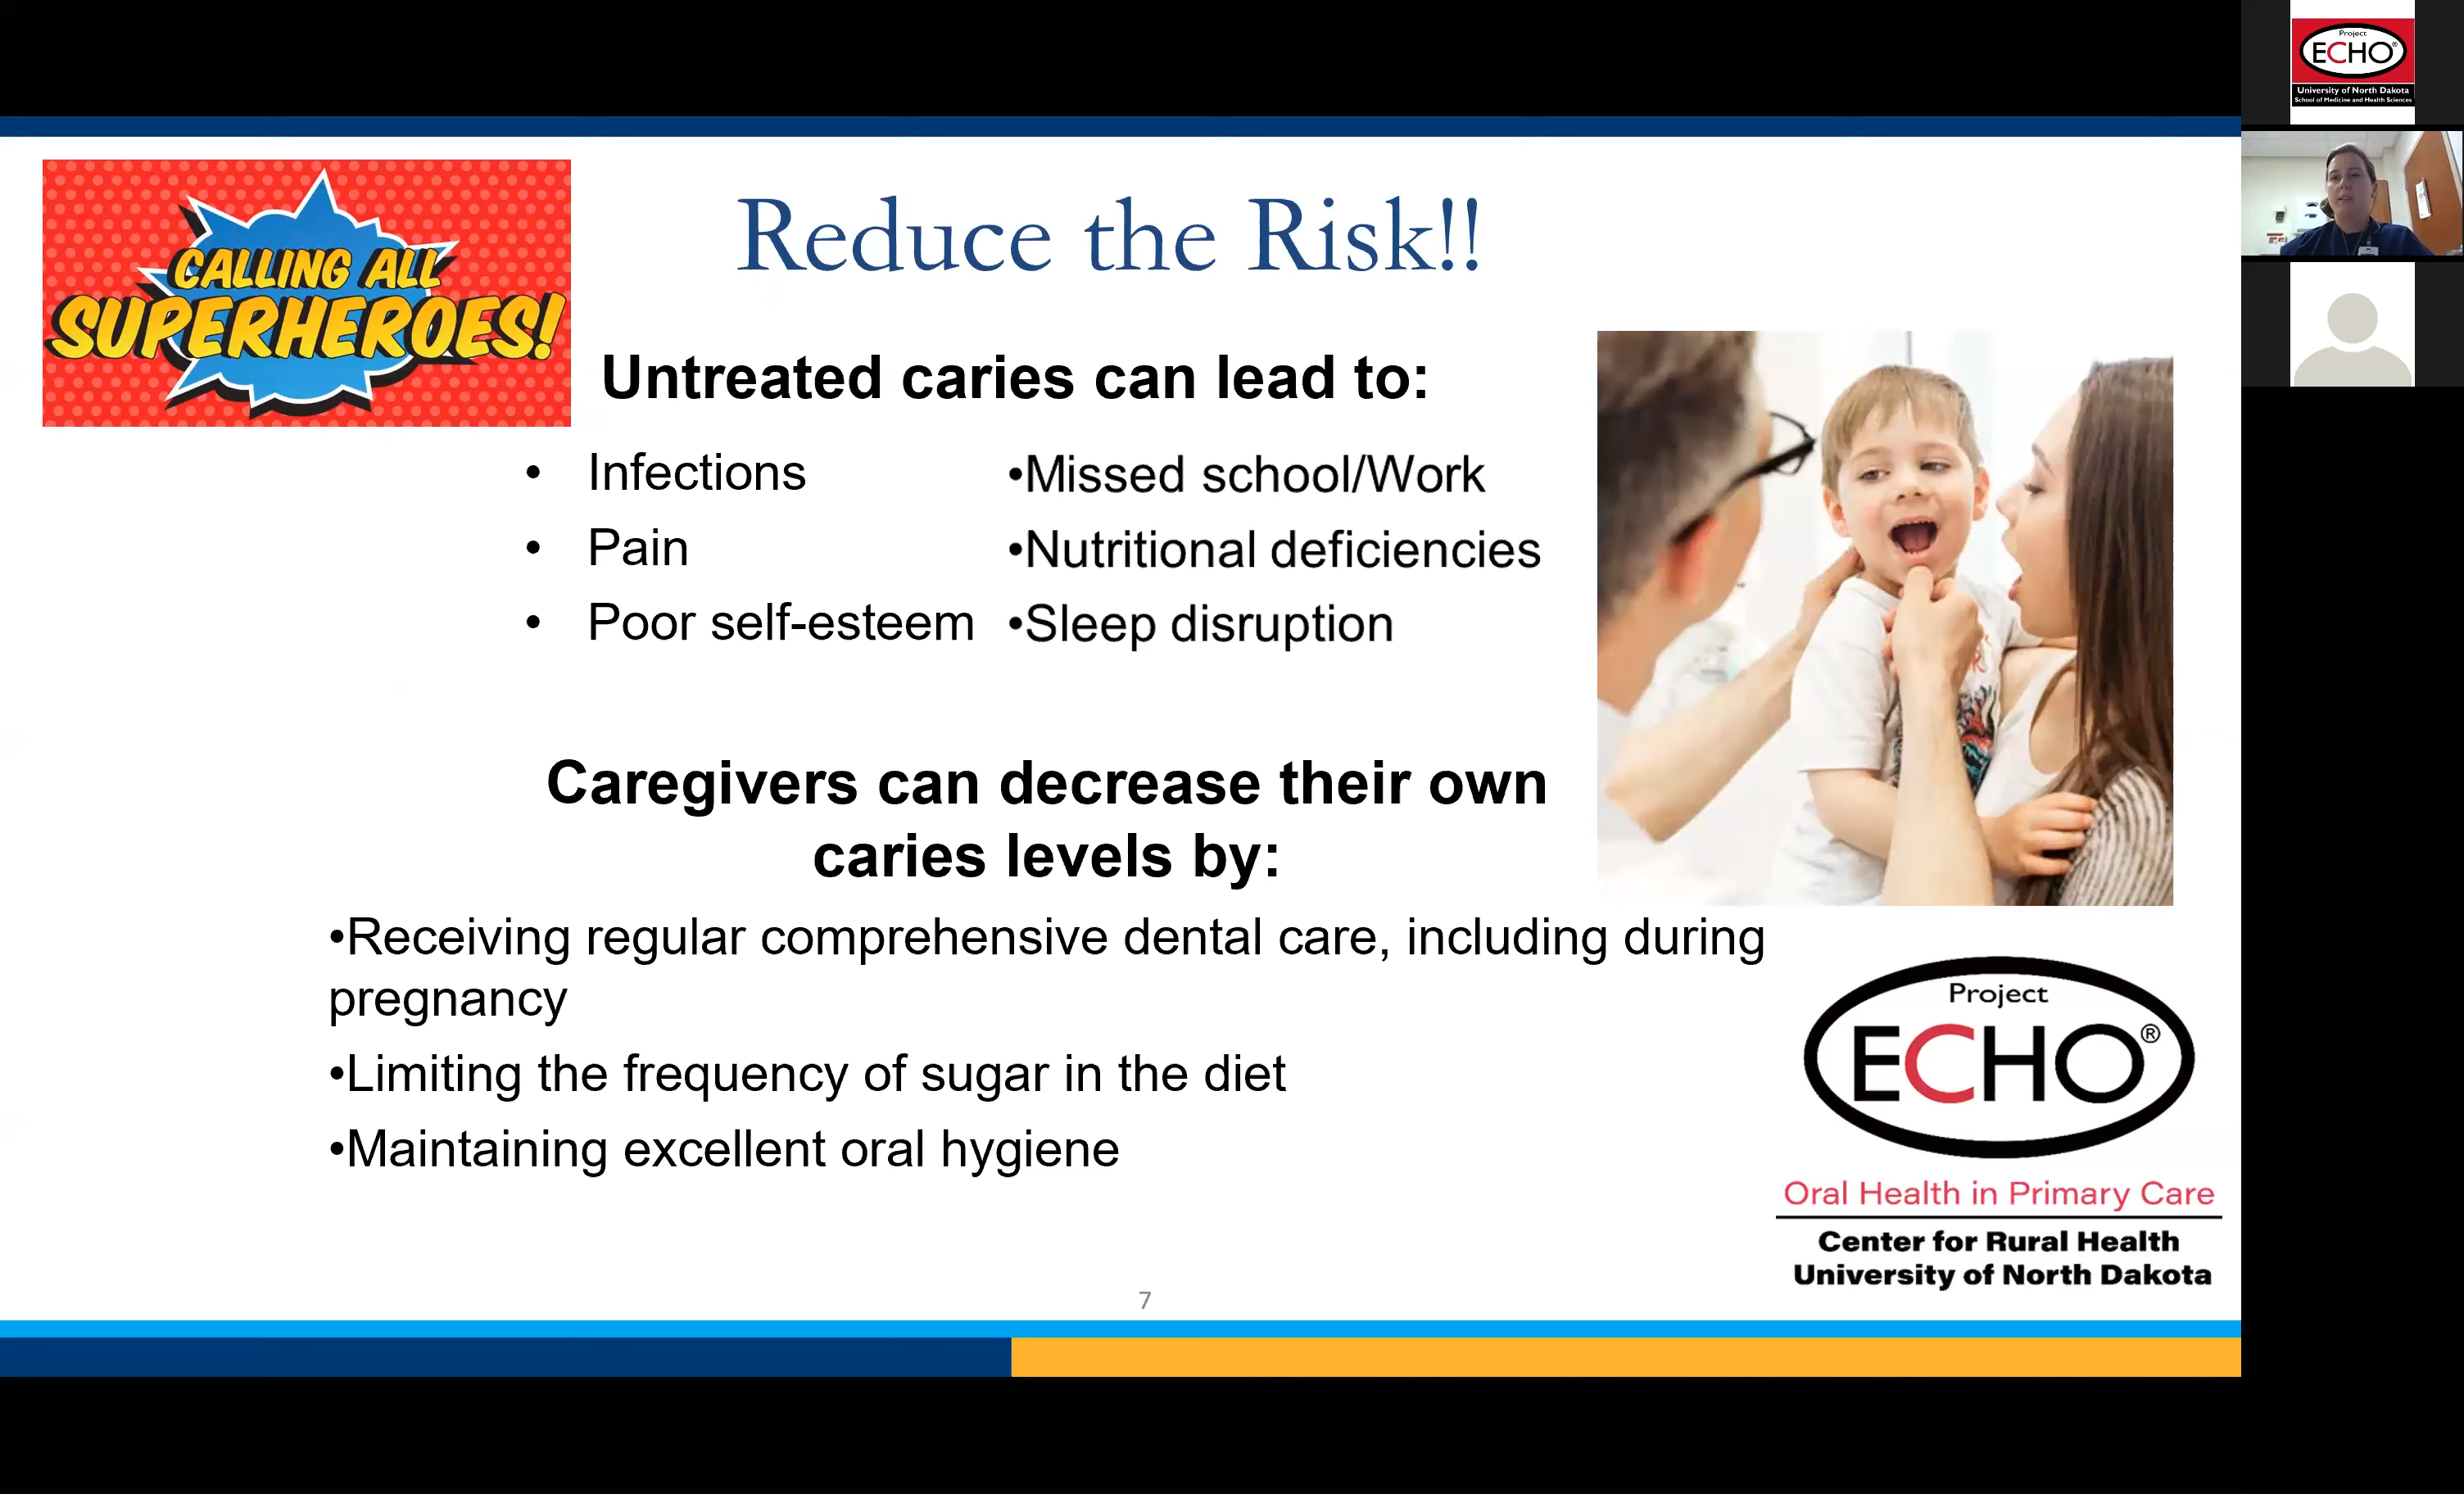 CALLING ALL
SUPERHEROES!
Reduce the Risk!!
Untreated caries can lead to:
• Infections
• Pain
• Poor self-esteem
•Missed school/Work
•Nutritional deficiencies
•Sleep disruption
Caregivers can decrease their own
caries levels by:
•Receiving regular comprehensive dental care, including during
pregnancy
•Limiting the frequency of sugar in the diet
•Maintaining excellent oral hygiene
Project
ECHO®
Oral Health in Primary Care
Center for Rural Health
University of North Dakota
7
Project
ECHO®
University of North Dakota
School of Medicine and Health Sciences